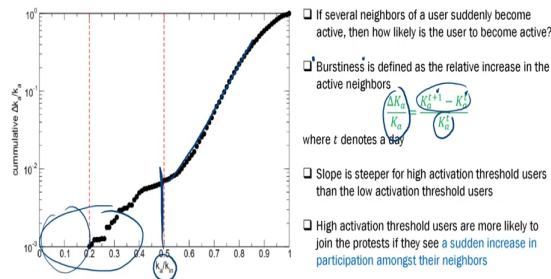 10⁰
10⁻¹
10⁻²
10⁻³
cummulative Δkₐ/kₐ
0 0.1 0.2 0.3 0.4 0.5 0.6 0.7 0.8 0.9 1
kₐ/kᵢₙ
If several neighbors of a user suddenly become
active, then how likely is the user to become active?
Burstiness is defined as the relative increase in the
active neighbors
ΔKₐ/Kₐ = (Kₐᵗ⁺¹ − Kₐᵗ)/Kₐᵗ
where t denotes a day
Slope is steeper for high activation threshold users
than the low activation threshold users
High activation threshold users are more likely to
join the protests if they see a sudden increase in
participation amongst their neighbors